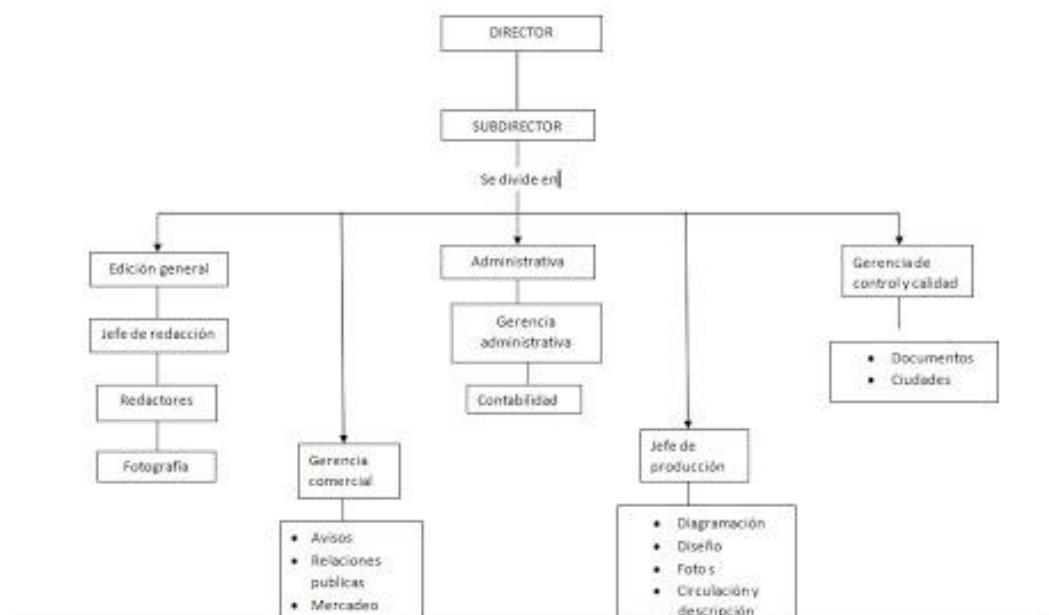 DIRECTOR
SUBDIRECTOR
Se divide en
Edición general
Jefe de redacción
Redactores
Fotografía
Gerencia
comercial
Avisos
Relaciones
publicas
Mercadeo
Administrativa
Gerencia
administrativa
Contabilidad
Jefe de
producción
Diagramación
Diseño
Fotos
Circulación y
descripción
Gerencia de
control y calidad
Documentos
Ciudades